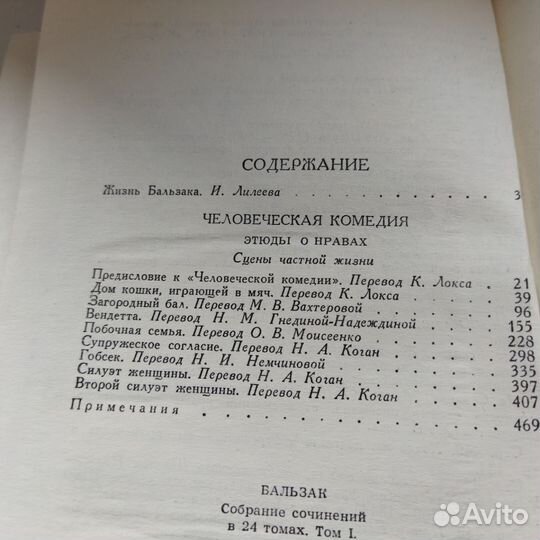 СОДЕРЖАНИЕ
Жизнь Бальзака. И. Лилеева . . . . . . . . . . . . 3
ЧЕЛОВЕЧЕСКАЯ КОМЕДИЯ
ЭТЮДЫ О НРАВАХ
Сцены частной жизни
Предисловие к «Человеческой комедии». Перевод К. Локса . 21
Дом кошки, играющей в мяч. Перевод К. Локса . . . . 39
Загородный бал. Перевод М. В. Вахтеровой . . . . . 96
Вендетта. Перевод Н. М. Гнединой-Надеждиной . . . . 155
Побочная семья. Перевод О. В. Моисеенко . . . . . 228
Супружеское согласие. Перевод Н. А. Коган . . . . . 298
Гобсек. Перевод Н. И. Немчиновой . . . . . . . 335
Силуэт женщины. Перевод Н. А. Коган . . . . . . 397
Второй силуэт женщины. Перевод Н. А. Коган . . . . 407
Примечания . . . . . . . . . . . 469
БАЛЬЗАК
Собрание сочинений
в 24 томах. Том I.
Avito